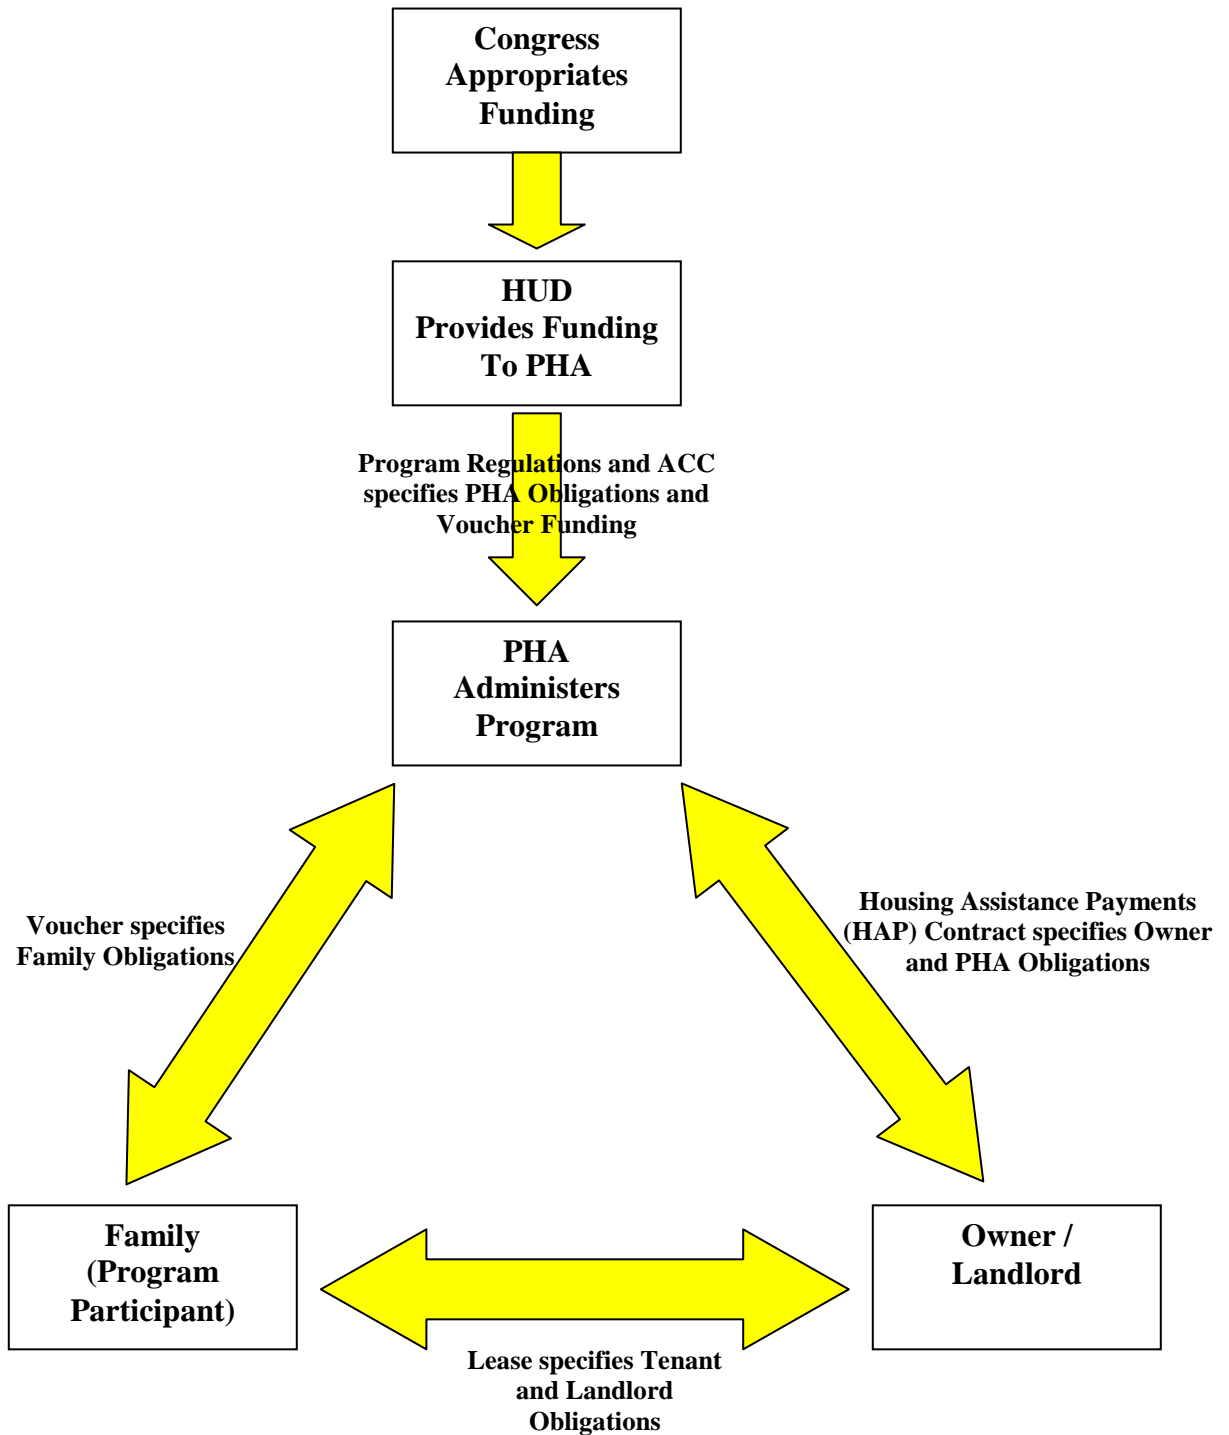 Congress
Appropriates
Funding
HUD
Provides Funding
To PHA
Program Regulations and ACC
specifies PHA Obligations and
Voucher Funding
PHA
Administers
Program
Voucher specifies
Family Obligations
Housing Assistance Payments
(HAP) Contract specifies Owner
and PHA Obligations
Family
(Program
Participant)
Owner /
Landlord
Lease specifies Tenant
and Landlord
Obligations